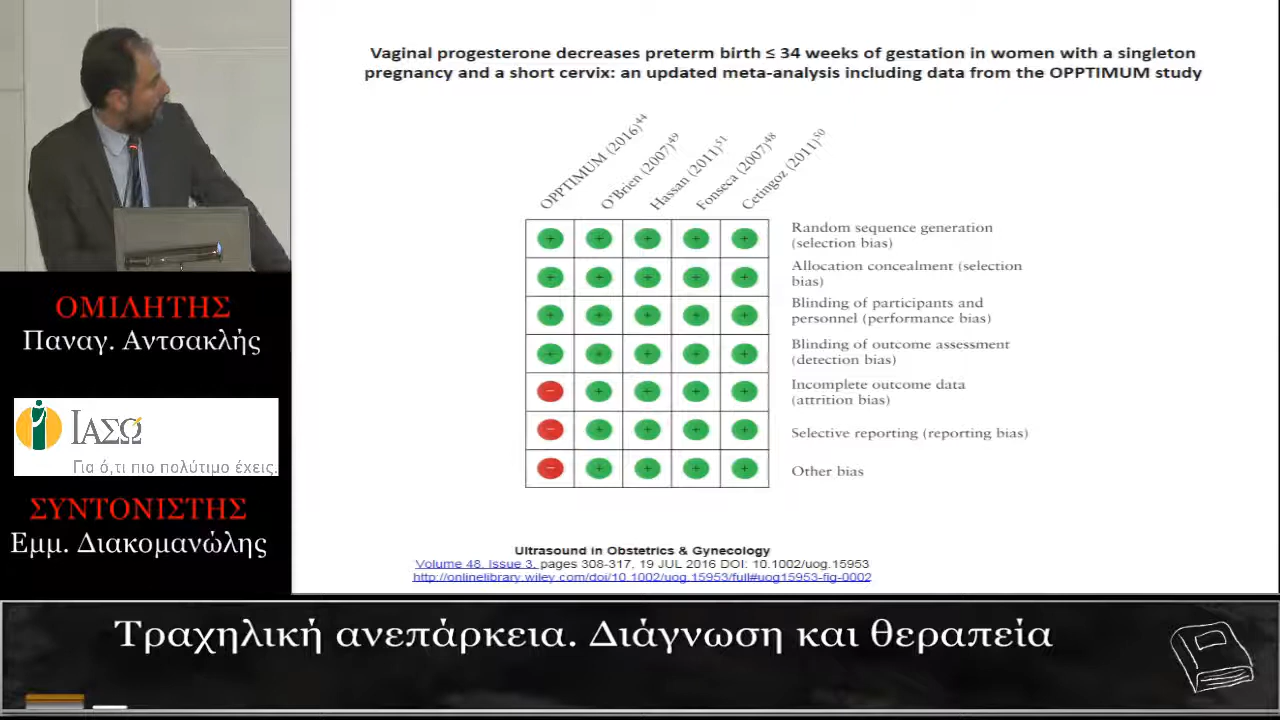 Vaginal progesterone decreases preterm birth ≤ 34 weeks of gestation in women with a singleton
pregnancy and a short cervix: an updated meta-analysis including data from the OPPTIMUM study
OPPTIMUM (2016)44
O'Brien (2007)49
Hassan (2011)51
Fonseca (2007)48
Cetingoz (2011)50
Random sequence generation
(selection bias)
Allocation concealment (selection
bias)
Blinding of participants and
personnel (performance bias)
Blinding of outcome assessment
(detection bias)
Incomplete outcome data
(attrition bias)
Selective reporting (reporting bias)
Other bias
Ultrasound in Obstetrics & Gynecology
Volume 48, Issue 3, pages 308-317, 19 JUL 2016 DOI: 10.1002/uog.15953
http://onlinelibrary.wiley.com/doi/10.1002/uog.15953/full#uog15953-fig-0002
ΟΜΙΛΗΤΗΣ
Παναγ. Αντσακλής
ΙΑΣΩ
Για ό,τι πιο πολύτιμο έχεις.
ΣΥΝΤΟΝΙΣΤΗΣ
Εμμ. Διακομανώλης
Τραχηλική ανεπάρκεια. Διάγνωση και θεραπεία